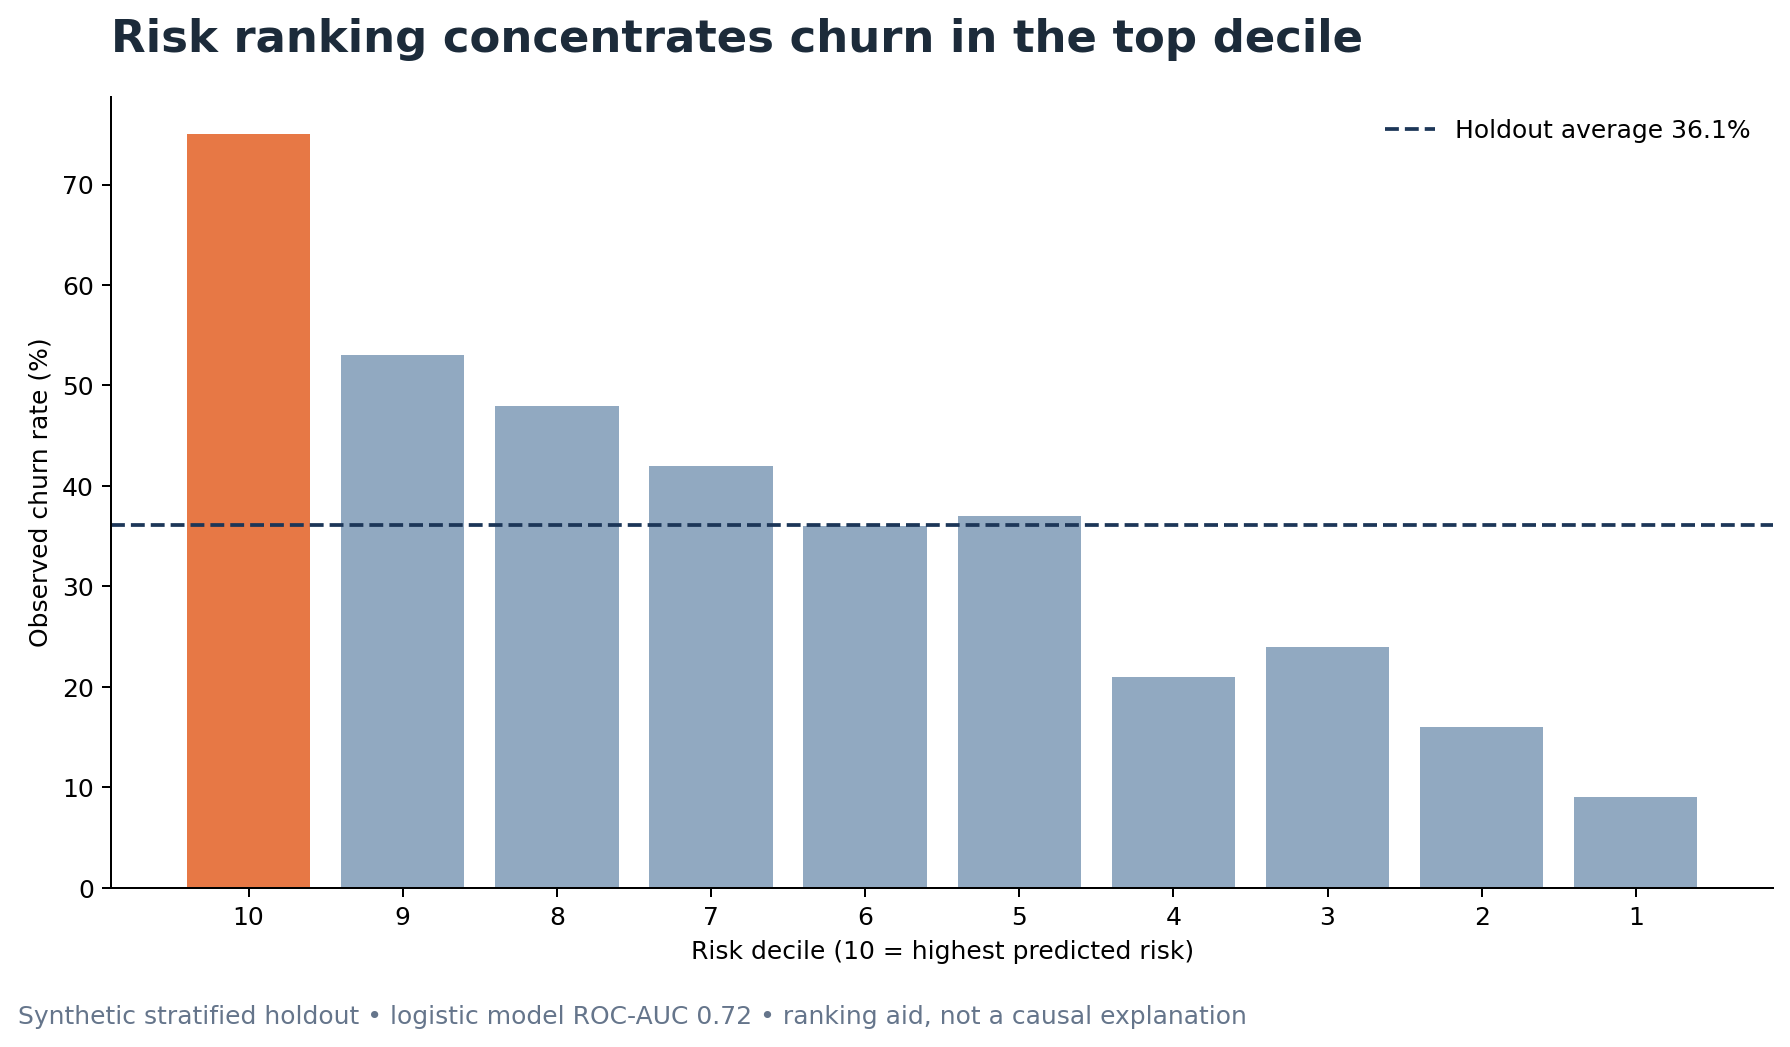 Risk ranking concentrates churn in the top decile
Holdout average 36.1%
Observed churn rate (%)
70
60
50
40
30
20
10
0
10 9 8 7 6 5 4 3 2 1
Risk decile (10 = highest predicted risk)
Synthetic stratified holdout • logistic model ROC-AUC 0.72 • ranking aid, not a causal explanation